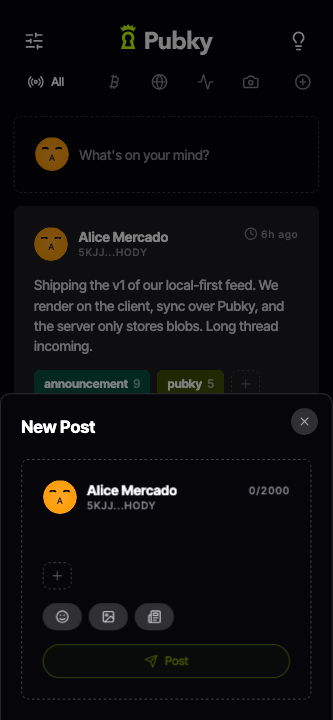 Pubky
All
What's on your mind?
Alice Mercado
6h ago
5KJJ...HODY
Shipping the v1 of our local-first feed. We
render on the client, sync over Pubky, and
the server only stores blobs. Long thread
incoming.
announcement 9
pubky 5
+
New Post
Alice Mercado
0/2000
5KJJ...HODY
+
Post